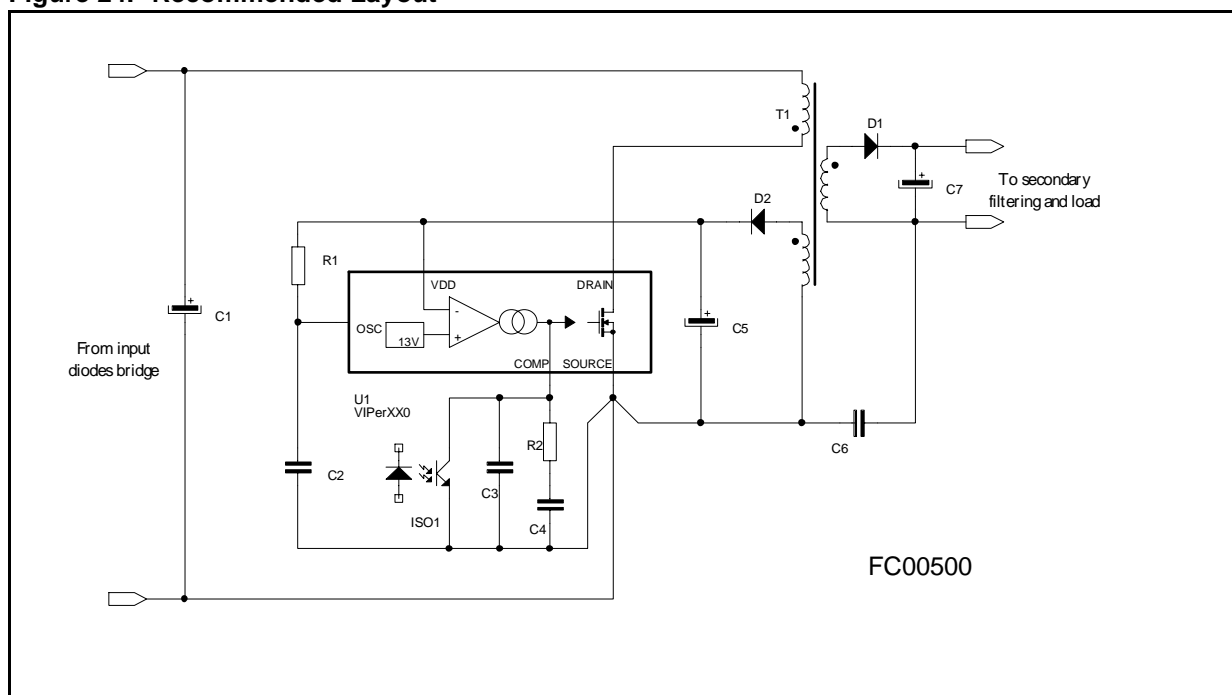 Figure Recommended Layout
T1
D1
+
C7
To secondary
filtering and load
D2
R1
VDD
DRAIN
-
+
OSC
13V
COMP
SOURCE
+
C5
+
C1
From input
diodes bridge
U1
VIPerXX0
R2
C6
C2
C3
ISO1
C4
FC00500